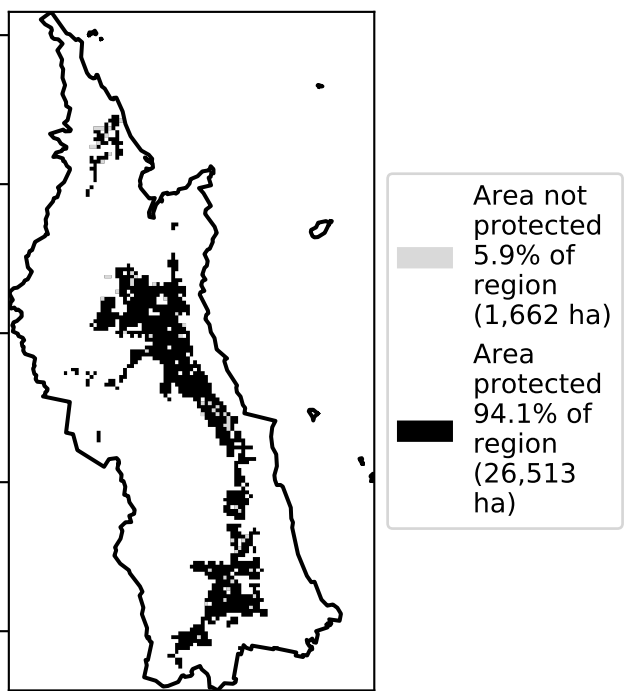 Area not
protected
5.9% of
region
(1,662 ha)
Area
protected
94.1% of
region
(26,513
ha)